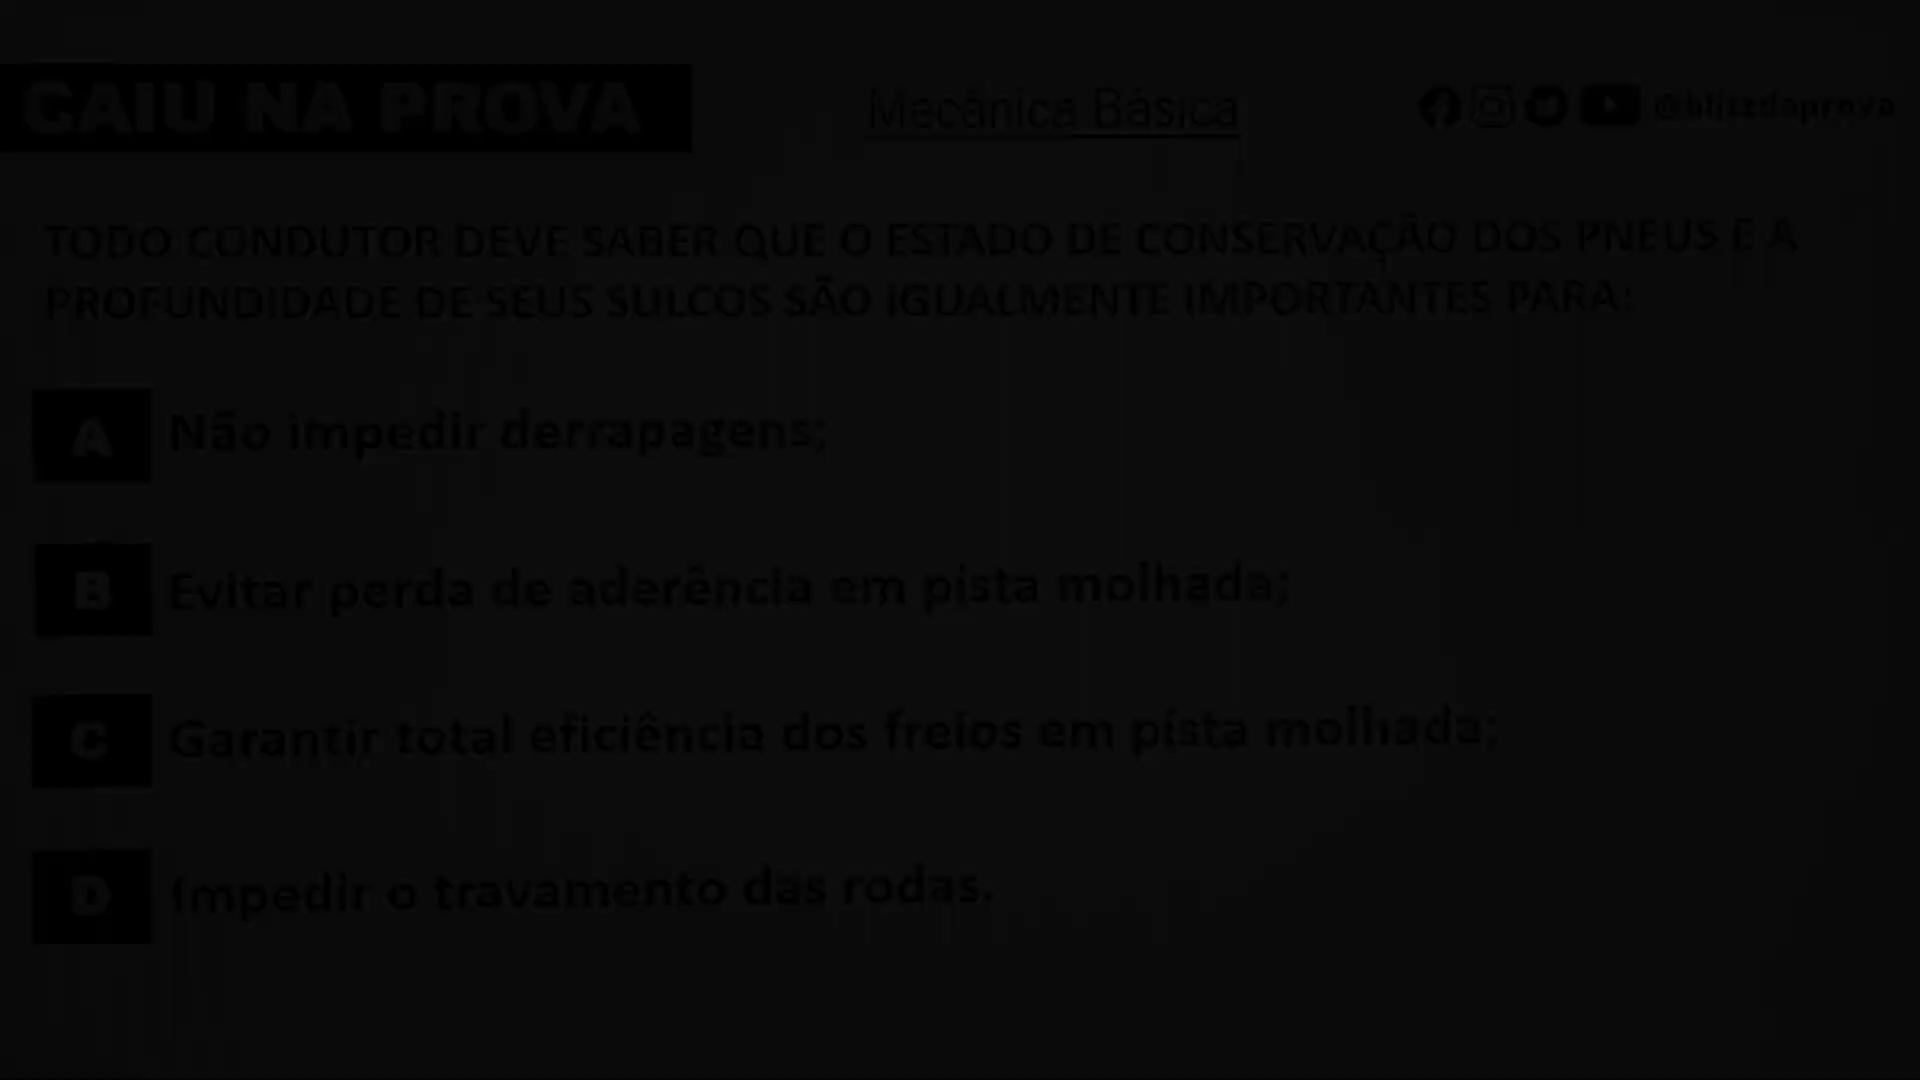 CAIU NA PROVA
Mecânica Básica
@blitzdaprova
TODO CONDUTOR DEVE SABER QUE O ESTADO DE CONSERVAÇÃO DOS PNEUS E A
PROFUNDIDADE DE SEUS SULCOS SÃO IGUALMENTE IMPORTANTES PARA:
A Não impedir derrapagens;
B Evitar perda de aderência em pista molhada;
C Garantir total eficiência dos freios em pista molhada;
D Impedir o travamento das rodas.